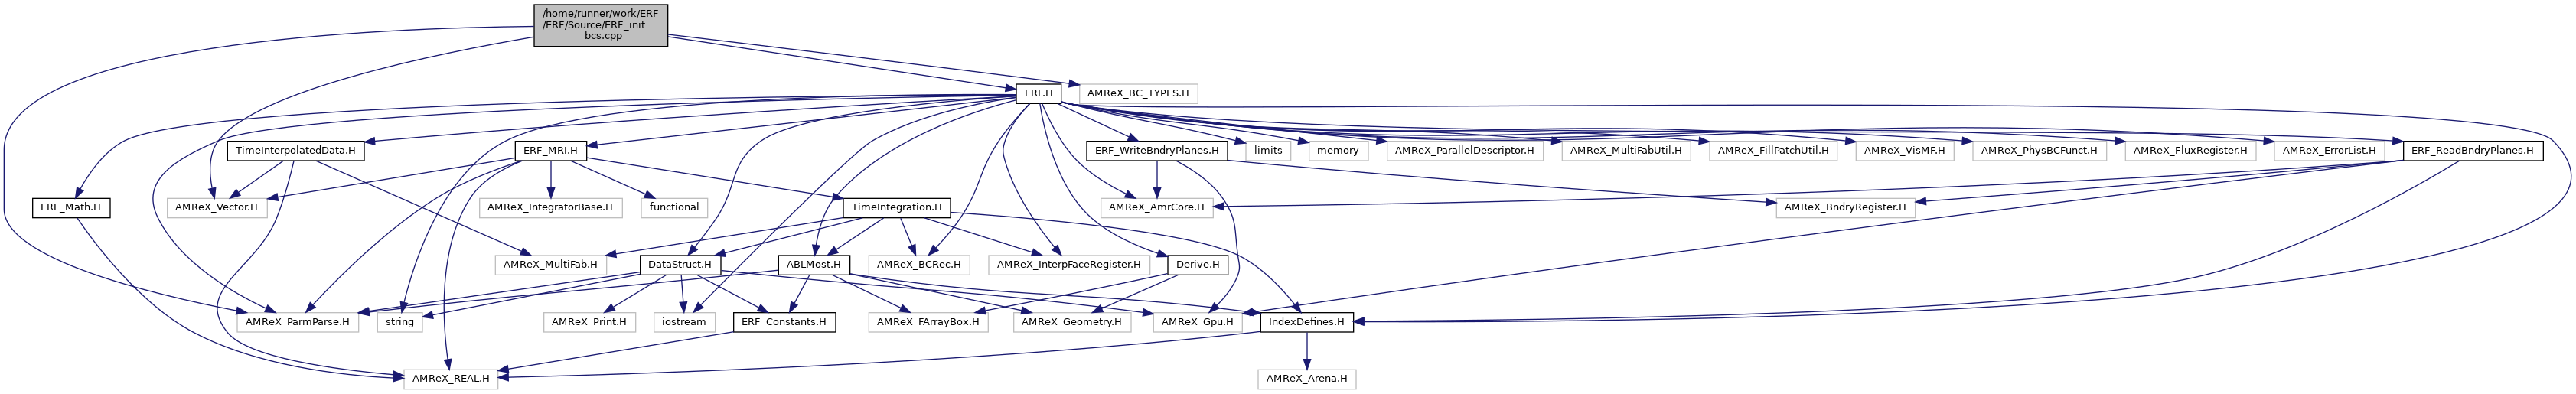 /home/runner/work/ERF
/ERF/Source/ERF_init
_bcs.cpp
ERF.H
AMReX_BC_TYPES.H
TimeInterpolatedData.H
ERF_MRI.H
ERF_WriteBndryPlanes.H
limits
memory
AMReX_ParallelDescriptor.H
AMReX_MultiFabUtil.H
AMReX_FillPatchUtil.H
AMReX_VisMF.H
AMReX_PhysBCFunct.H
AMReX_FluxRegister.H
AMReX_ErrorList.H
ERF_ReadBndryPlanes.H
ERF_Math.H
AMReX_Vector.H
AMReX_IntegratorBase.H
functional
TimeIntegration.H
AMReX_AmrCore.H
AMReX_BndryRegister.H
AMReX_MultiFab.H
DataStruct.H
ABLMost.H
AMReX_BCRec.H
AMReX_InterpFaceRegister.H
Derive.H
AMReX_ParmParse.H
string
AMReX_Print.H
iostream
ERF_Constants.H
AMReX_FArrayBox.H
AMReX_Geometry.H
AMReX_Gpu.H
IndexDefines.H
AMReX_REAL.H
AMReX_Arena.H